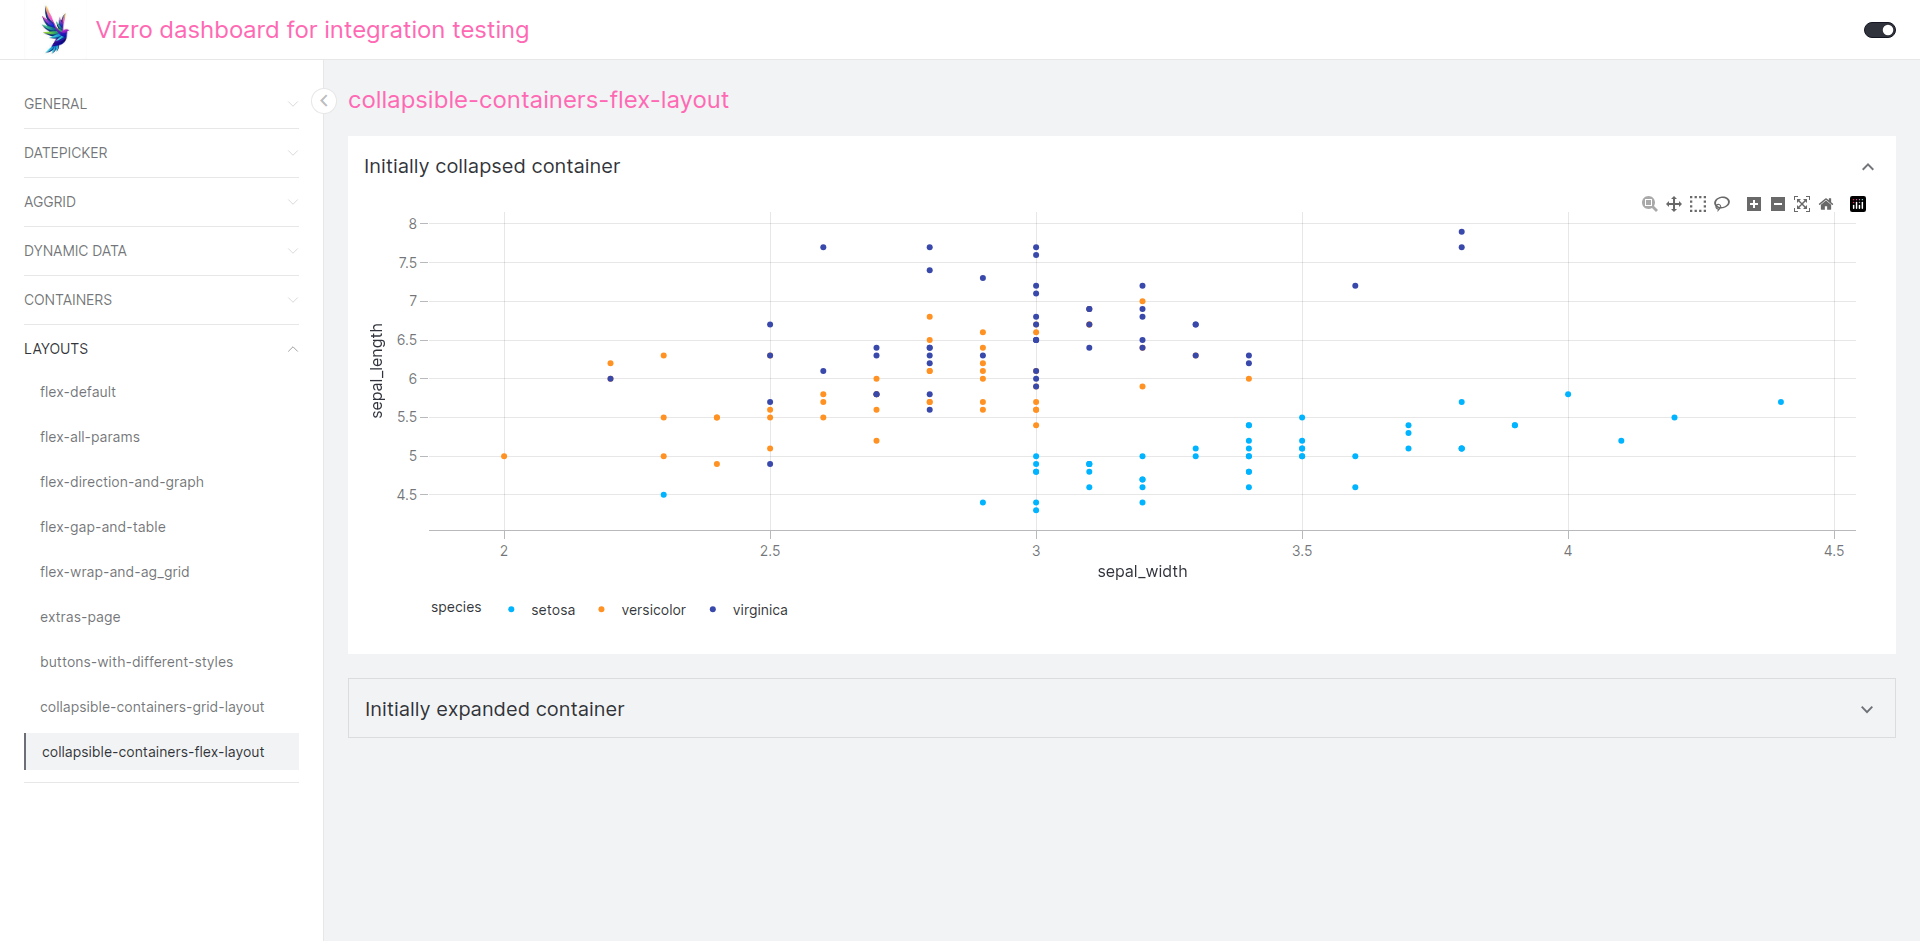 Vizro dashboard for integration testing
GENERAL
DATEPICKER
AGGRID
DYNAMIC DATA
CONTAINERS
LAYOUTS
flex-default
flex-all-params
flex-direction-and-graph
flex-gap-and-table
flex-wrap-and-ag_grid
extras-page
buttons-with-different-styles
collapsible-containers-grid-layout
collapsible-containers-flex-layout
collapsible-containers-flex-layout
Initially collapsed container
8
7.5
7
6.5
6
5.5
5
4.5
sepal_length
2 2.5 3 3.5 4 4.5
sepal_width
species setosa versicolor virginica
Initially expanded container